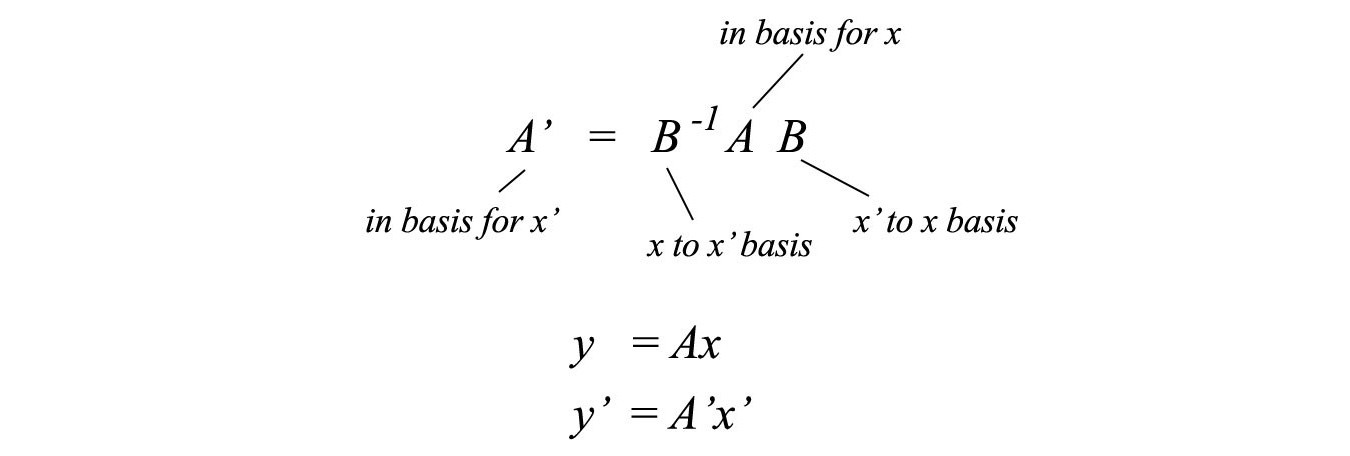 in basis for x
A’ = B⁻¹ A B
in basis for x’
x to x’ basis
x’ to x basis
y = Ax
y’ = A’x’